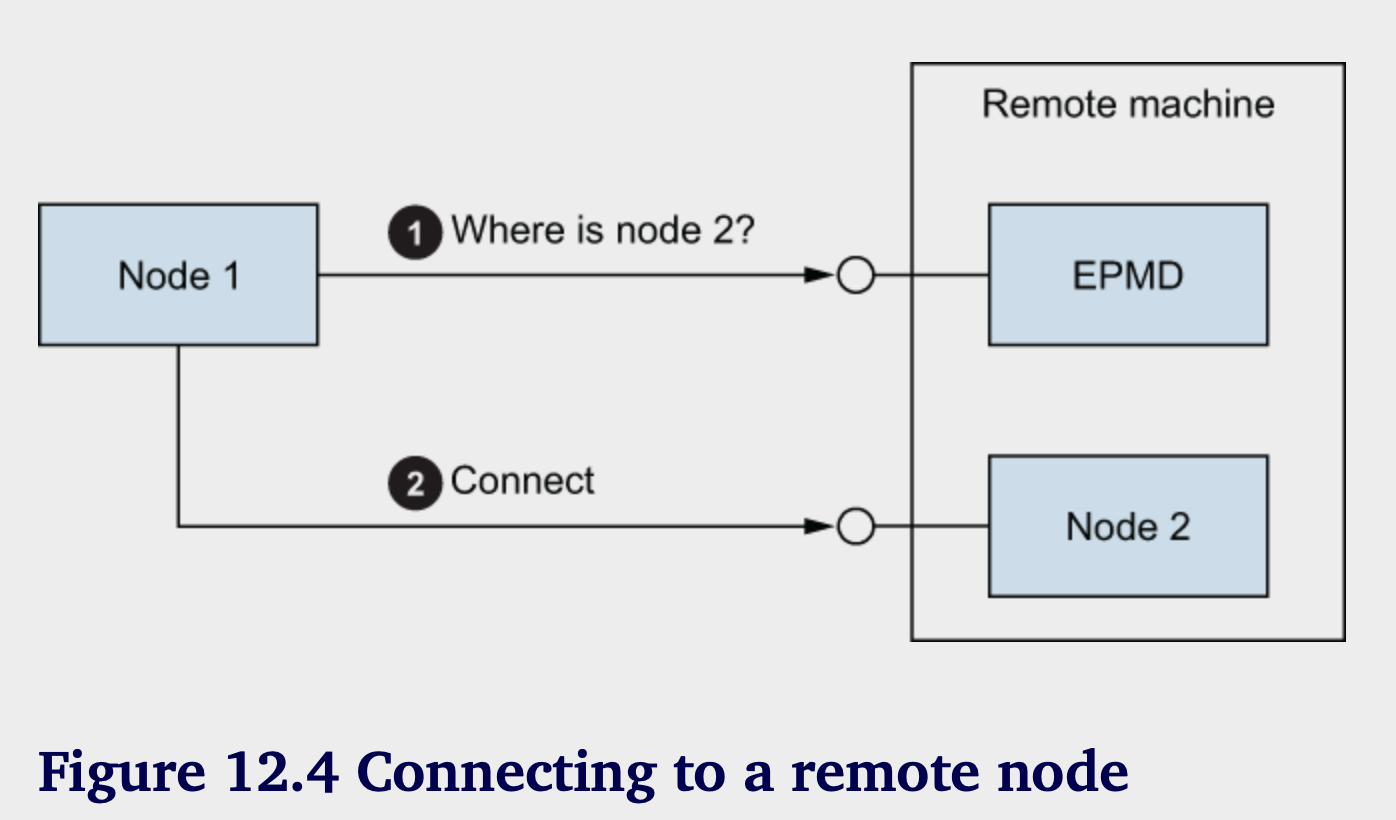 Remote machine
Node 1
1 Where is node 2?
EPMD
2 Connect
Node 2
Figure 12.4 Connecting to a remote node